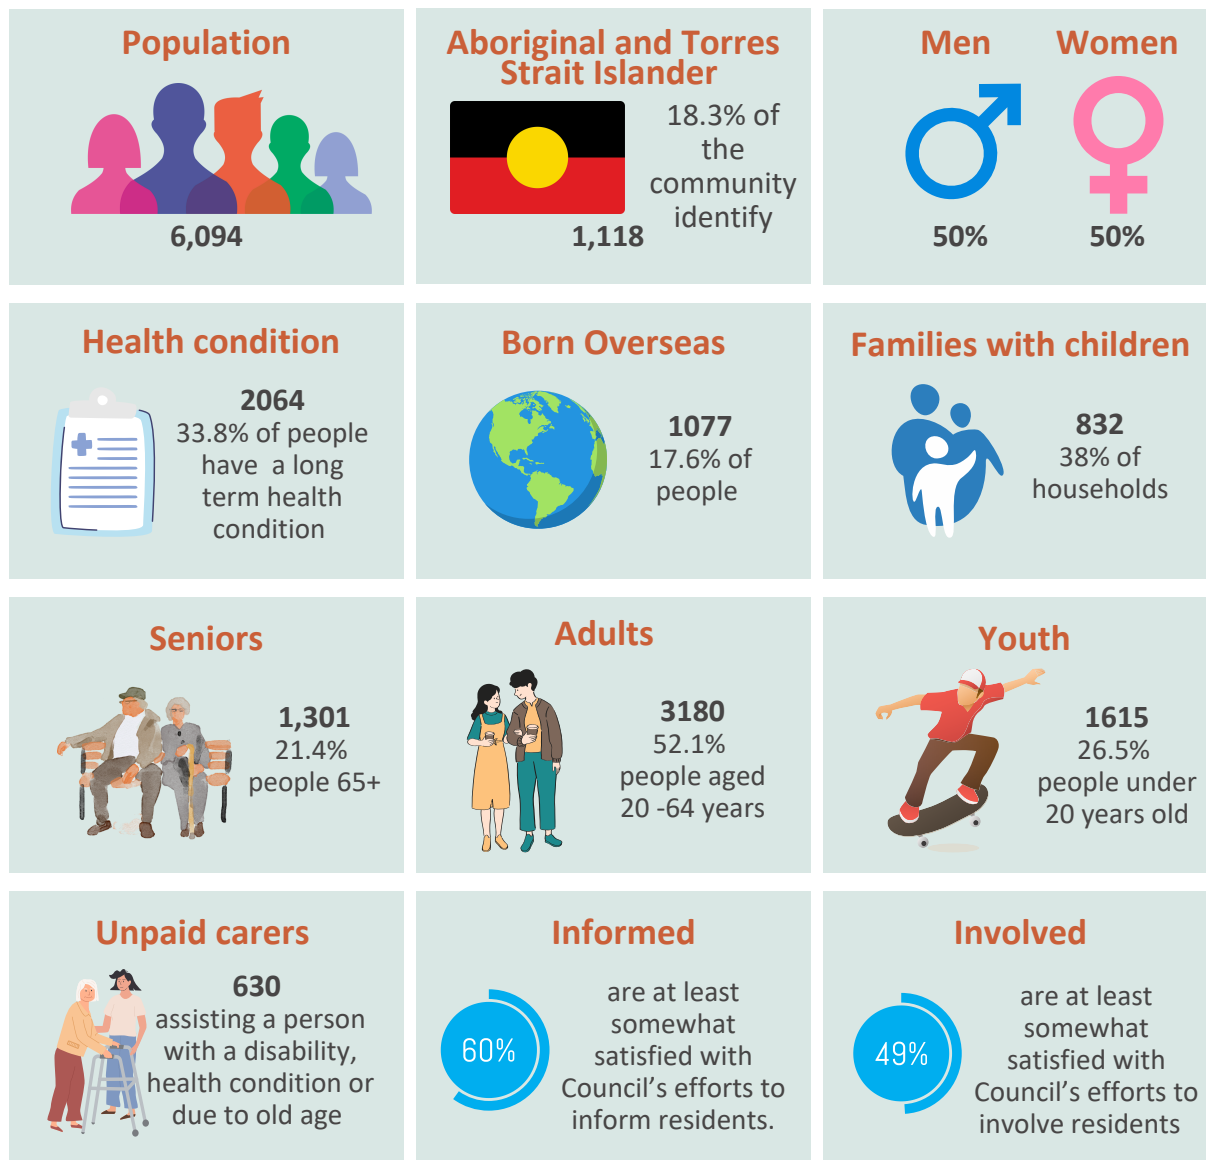 Population
6,094
Aboriginal and Torres
Strait Islander
18.3% of
the
community
identify
1,118
Men
50%
Women
50%
Health condition
2064
33.8% of people
have a long
term health
condition
Born Overseas
1077
17.6% of
people
Families with children
832
38% of
households
Seniors
1,301
21.4%
people 65+
Adults
3180
52.1%
people aged
20 -64 years
Youth
1615
26.5%
people under
20 years old
Unpaid carers
630
assisting a person
with a disability,
health condition or
due to old age
Informed
60%
are at least
somewhat
satisfied with
Council's efforts to
inform residents.
Involved
49%
are at least
somewhat
satisfied with
Council's efforts to
involve residents